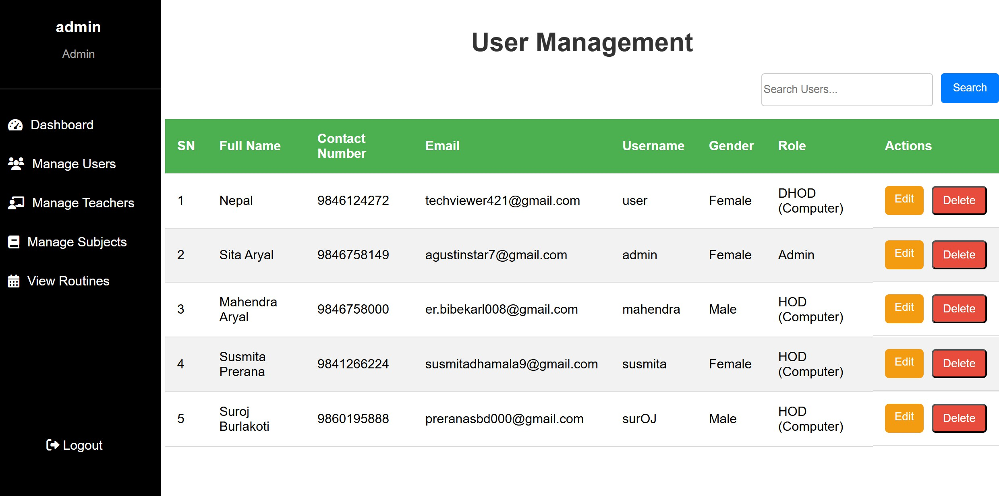 admin
Admin
Dashboard
Manage Users
Manage Teachers
Manage Subjects
View Routines
Logout
User Management
Search Users...
Search
SN Full Name Contact Number Email Username Gender Role Actions
1 Nepal 9846124272 techviewer421@gmail.com user Female DHOD (Computer) Edit Delete
2 Sita Aryal 9846758149 agustinstar7@gmail.com admin Female Admin Edit Delete
3 Mahendra Aryal 9846758000 er.bibekarl008@gmail.com mahendra Male HOD (Computer) Edit Delete
4 Susmita Prerana 9841266224 susmitadhamala9@gmail.com susmita Female HOD (Computer) Edit Delete
5 Suroj Burlakoti 9860195888 preranasbd000@gmail.com surOJ Male HOD (Computer) Edit Delete